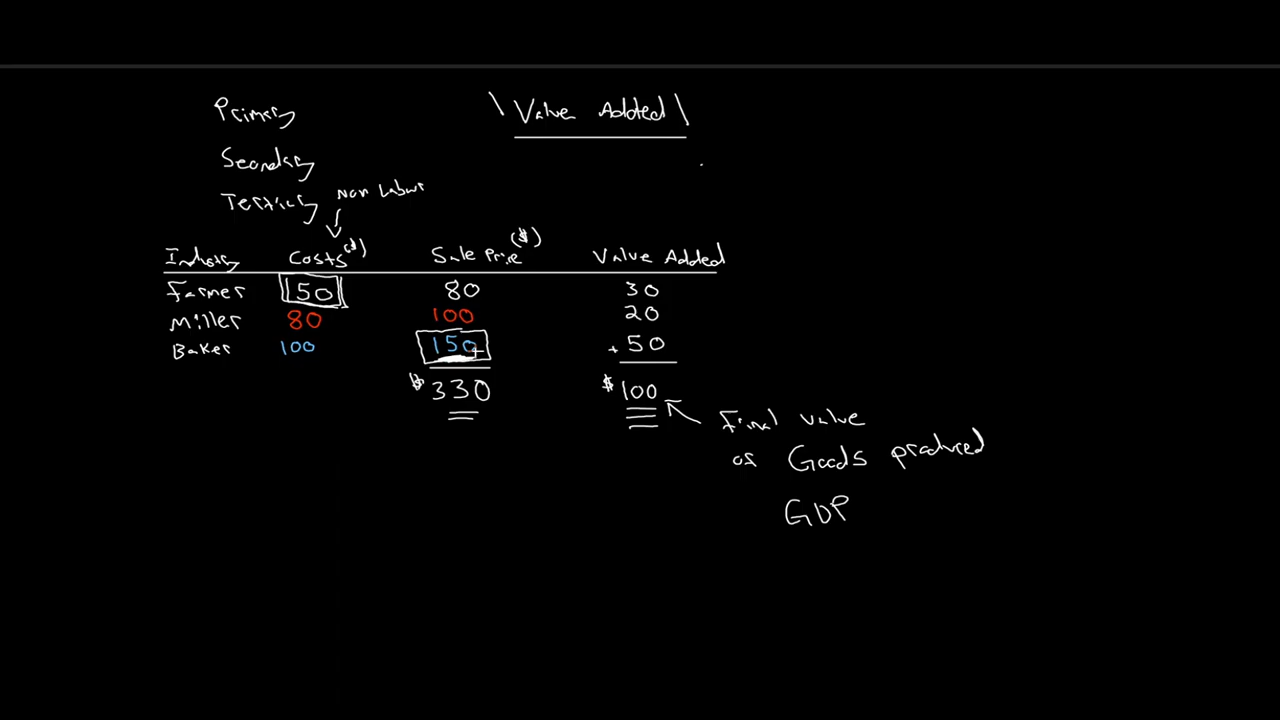 Primary
\ Value Added \
Secondary
Tertiary
Non Labour
Industry Costs($) Sale Price($) Value Added
Farmer 50 80 30
Miller 80 100 20
Baker 100 150 + 50
$330 $100
Final value
of Goods produced
GDP